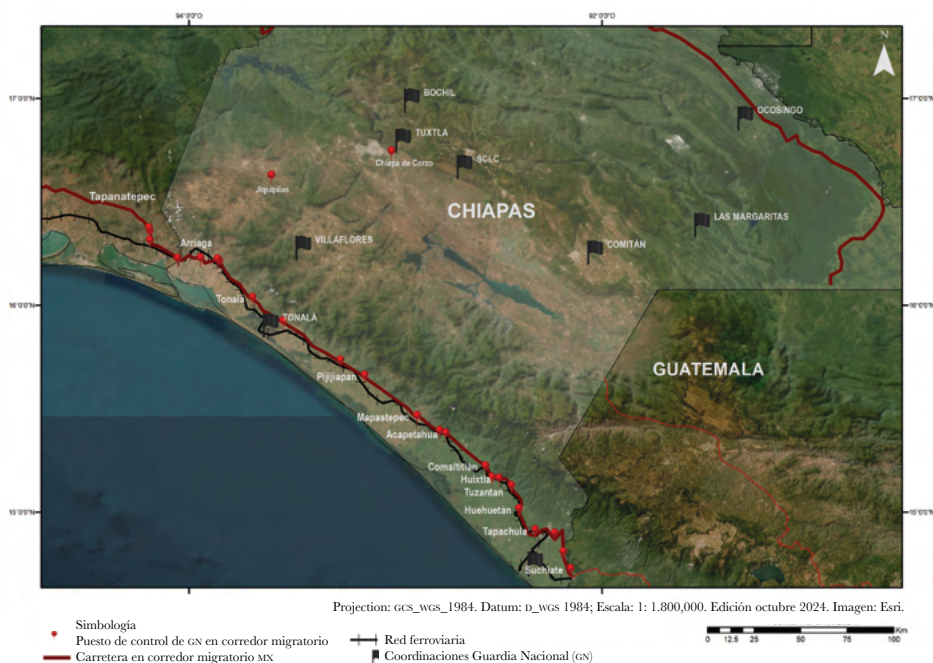 94°0'0"O
92°0'0"O
N
17°0'0"N
17°0'0"N
BOCHIL
OCOSINGO
TUXTLA
Chiapa de Corzo
SCLC
Jiquipilas
Tapanatepec
CHIAPAS
LAS MARGARITAS
Arriaga
VILLAFLORES
COMITÁN
Tonalá
16°0'0"N
16°0'0"N
TONALÁ
GUATEMALA
Pijijiapan
Mapastepec
Acapetahua
Comaltitlán
Huixtla
Tuzantan
Huehuetán
15°0'0"N
15°0'0"N
Tapachula
Suchiate
Projection: GCS_WGS_1984. Datum: D_WGS 1984; Escala: 1: 1.800,000. Edición octubre 2024. Imagen: Esri.
Simbología
Puesto de control de GN en corredor migratorio
Carretera en corredor migratorio MX
Red ferroviaria
Coordinaciones Guardia Nacional (GN)
0 12.5 25 50 75 100
Km